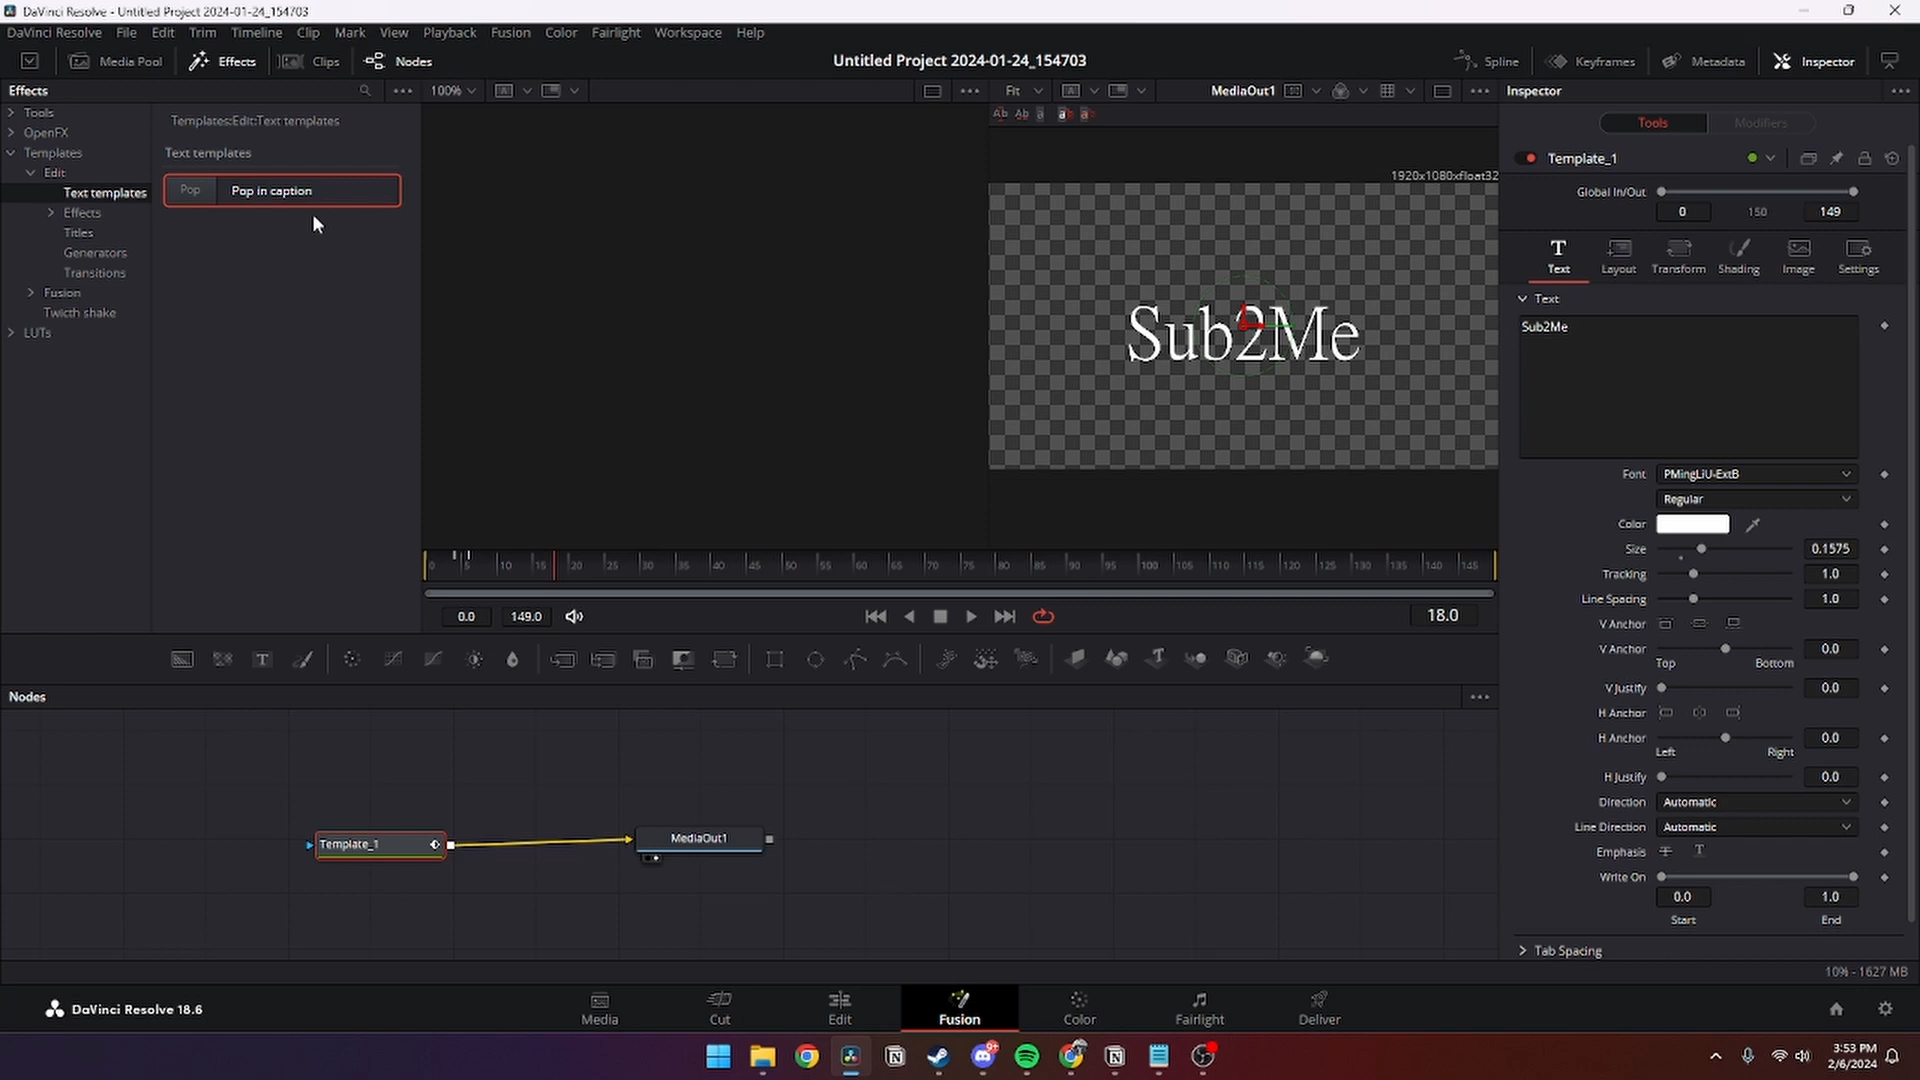 DaVinci Resolve - Untitled Project 2024-01-24_154703
DaVinci Resolve File Edit Trim Timeline Clip Mark View Playback Fusion Color Fairlight Workspace Help
Media Pool Effects Clips Nodes Untitled Project 2024-01-24_154703 Spline Keyframes Metadata Inspector
Effects 100% Fit MediaOut1 Inspector
Tools
OpenFX
Templates
Edit
Text templates
Effects
Titles
Generators
Transitions
Fusion
Twicth shake
LUTs
Templates:Edit:Text templates
Text templates
Pop Pop in caption
1920x1080xfloat32
Sub2Me
Tools Modifiers
Template_1
Global In/Out
0 150 149
Text Layout Transform Shading Image Settings
Text
Sub2Me
Font PMingLiU-ExtB
Regular
Color
Size 0.1575
Tracking 1.0
Line Spacing 1.0
V Anchor
V Anchor 0.0
Top Bottom
V Justify 0.0
H Anchor
H Anchor 0.0
Left Right
H Justify 0.0
Direction Automatic
Line Direction Automatic
Emphasis
Write On
0.0 1.0
Start End
Tab Spacing
0 5 10 15 20 25 30 35 40 45 50 55 60 65 70 75 80 85 90 95 100 105 110 115 120 125 130 135 140 145
0.0 149.0 18.0
Nodes
Template_1 MediaOut1
10% - 1627 MB
DaVinci Resolve 18.6
Media Cut Edit Fusion Color Fairlight Deliver
3:53 PM
2/6/2024